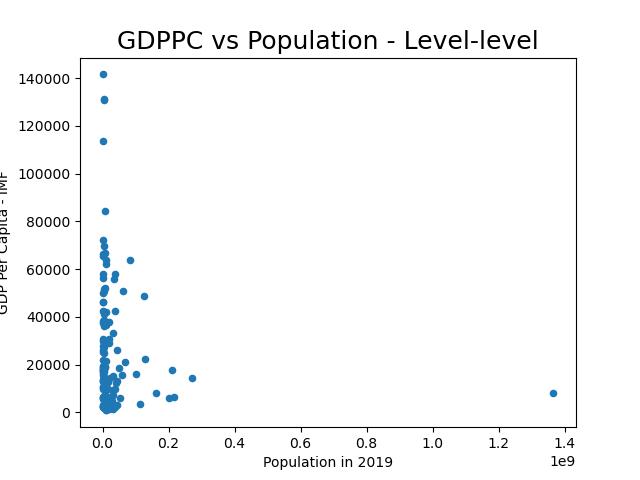 GDPPC vs Population - Level-level
140000
120000
100000
80000
60000
40000
20000
0
GDP Per Capita - IMF
0.0 0.2 0.4 0.6 0.8 1.0 1.2 1.4
1e9
Population in 2019